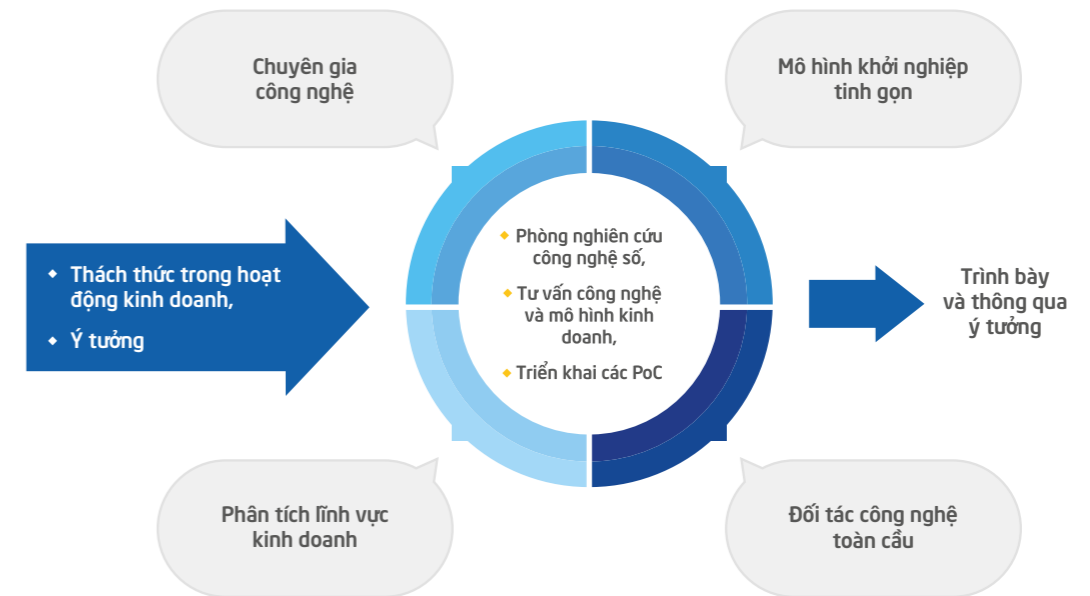 Chuyên gia
công nghệ
Mô hình khởi nghiệp
tinh gọn
◆ Thách thức trong hoạt
động kinh doanh,
◆ Ý tưởng
◆ Phòng nghiên cứu
công nghệ số,
◆ Tư vấn công nghệ
và mô hình kinh
doanh,
◆ Triển khai các PoC
Trình bày
và thông qua
ý tưởng
Phân tích lĩnh vực
kinh doanh
Đối tác công nghệ
toàn cầu